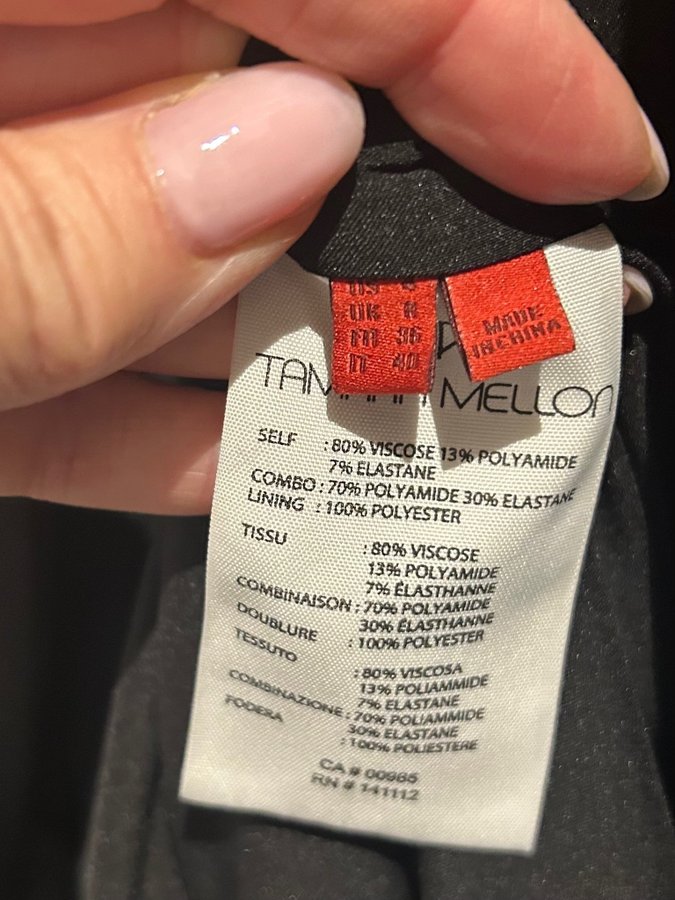 UK 8
FR 36
IT 40
MADE
IN CHINA
MELLON
SELF : 80% VISCOSE 13% POLYAMIDE
7% ELASTANE
COMBO : 70% POLYAMIDE 30% ELASTANE
LINING : 100% POLYESTER
TISSU : 80% VISCOSE
13% POLYAMIDE
7% ÉLASTHANNE
COMBINAISON : 70% POLYAMIDE
30% ÉLASTHANNE
DOUBLURE : 100% POLYESTER
TESSUTO : 80% VISCOSA
13% POLIAMMIDE
7% ELASTANE
COMBINAZIONE : 70% POLIAMMIDE
30% ELASTANE
FODERA : 100% POLIESTERE
CA # 00985
RN # 141112